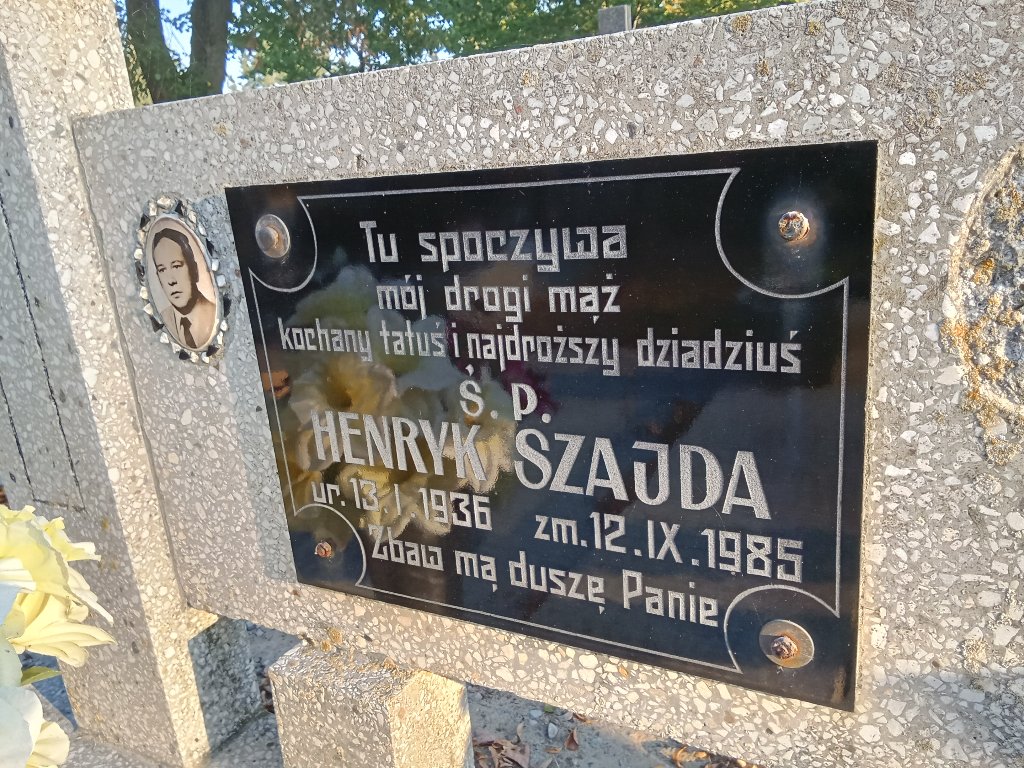 Tu spoczywa
mój drogi mąż
kochany tatuś i najdroższy dziadziuś
Ś. P.
HENRYK SZAJDA
ur. 13. I. 1936 zm. 12. IX. 1985
Zbaw mą duszę Panie